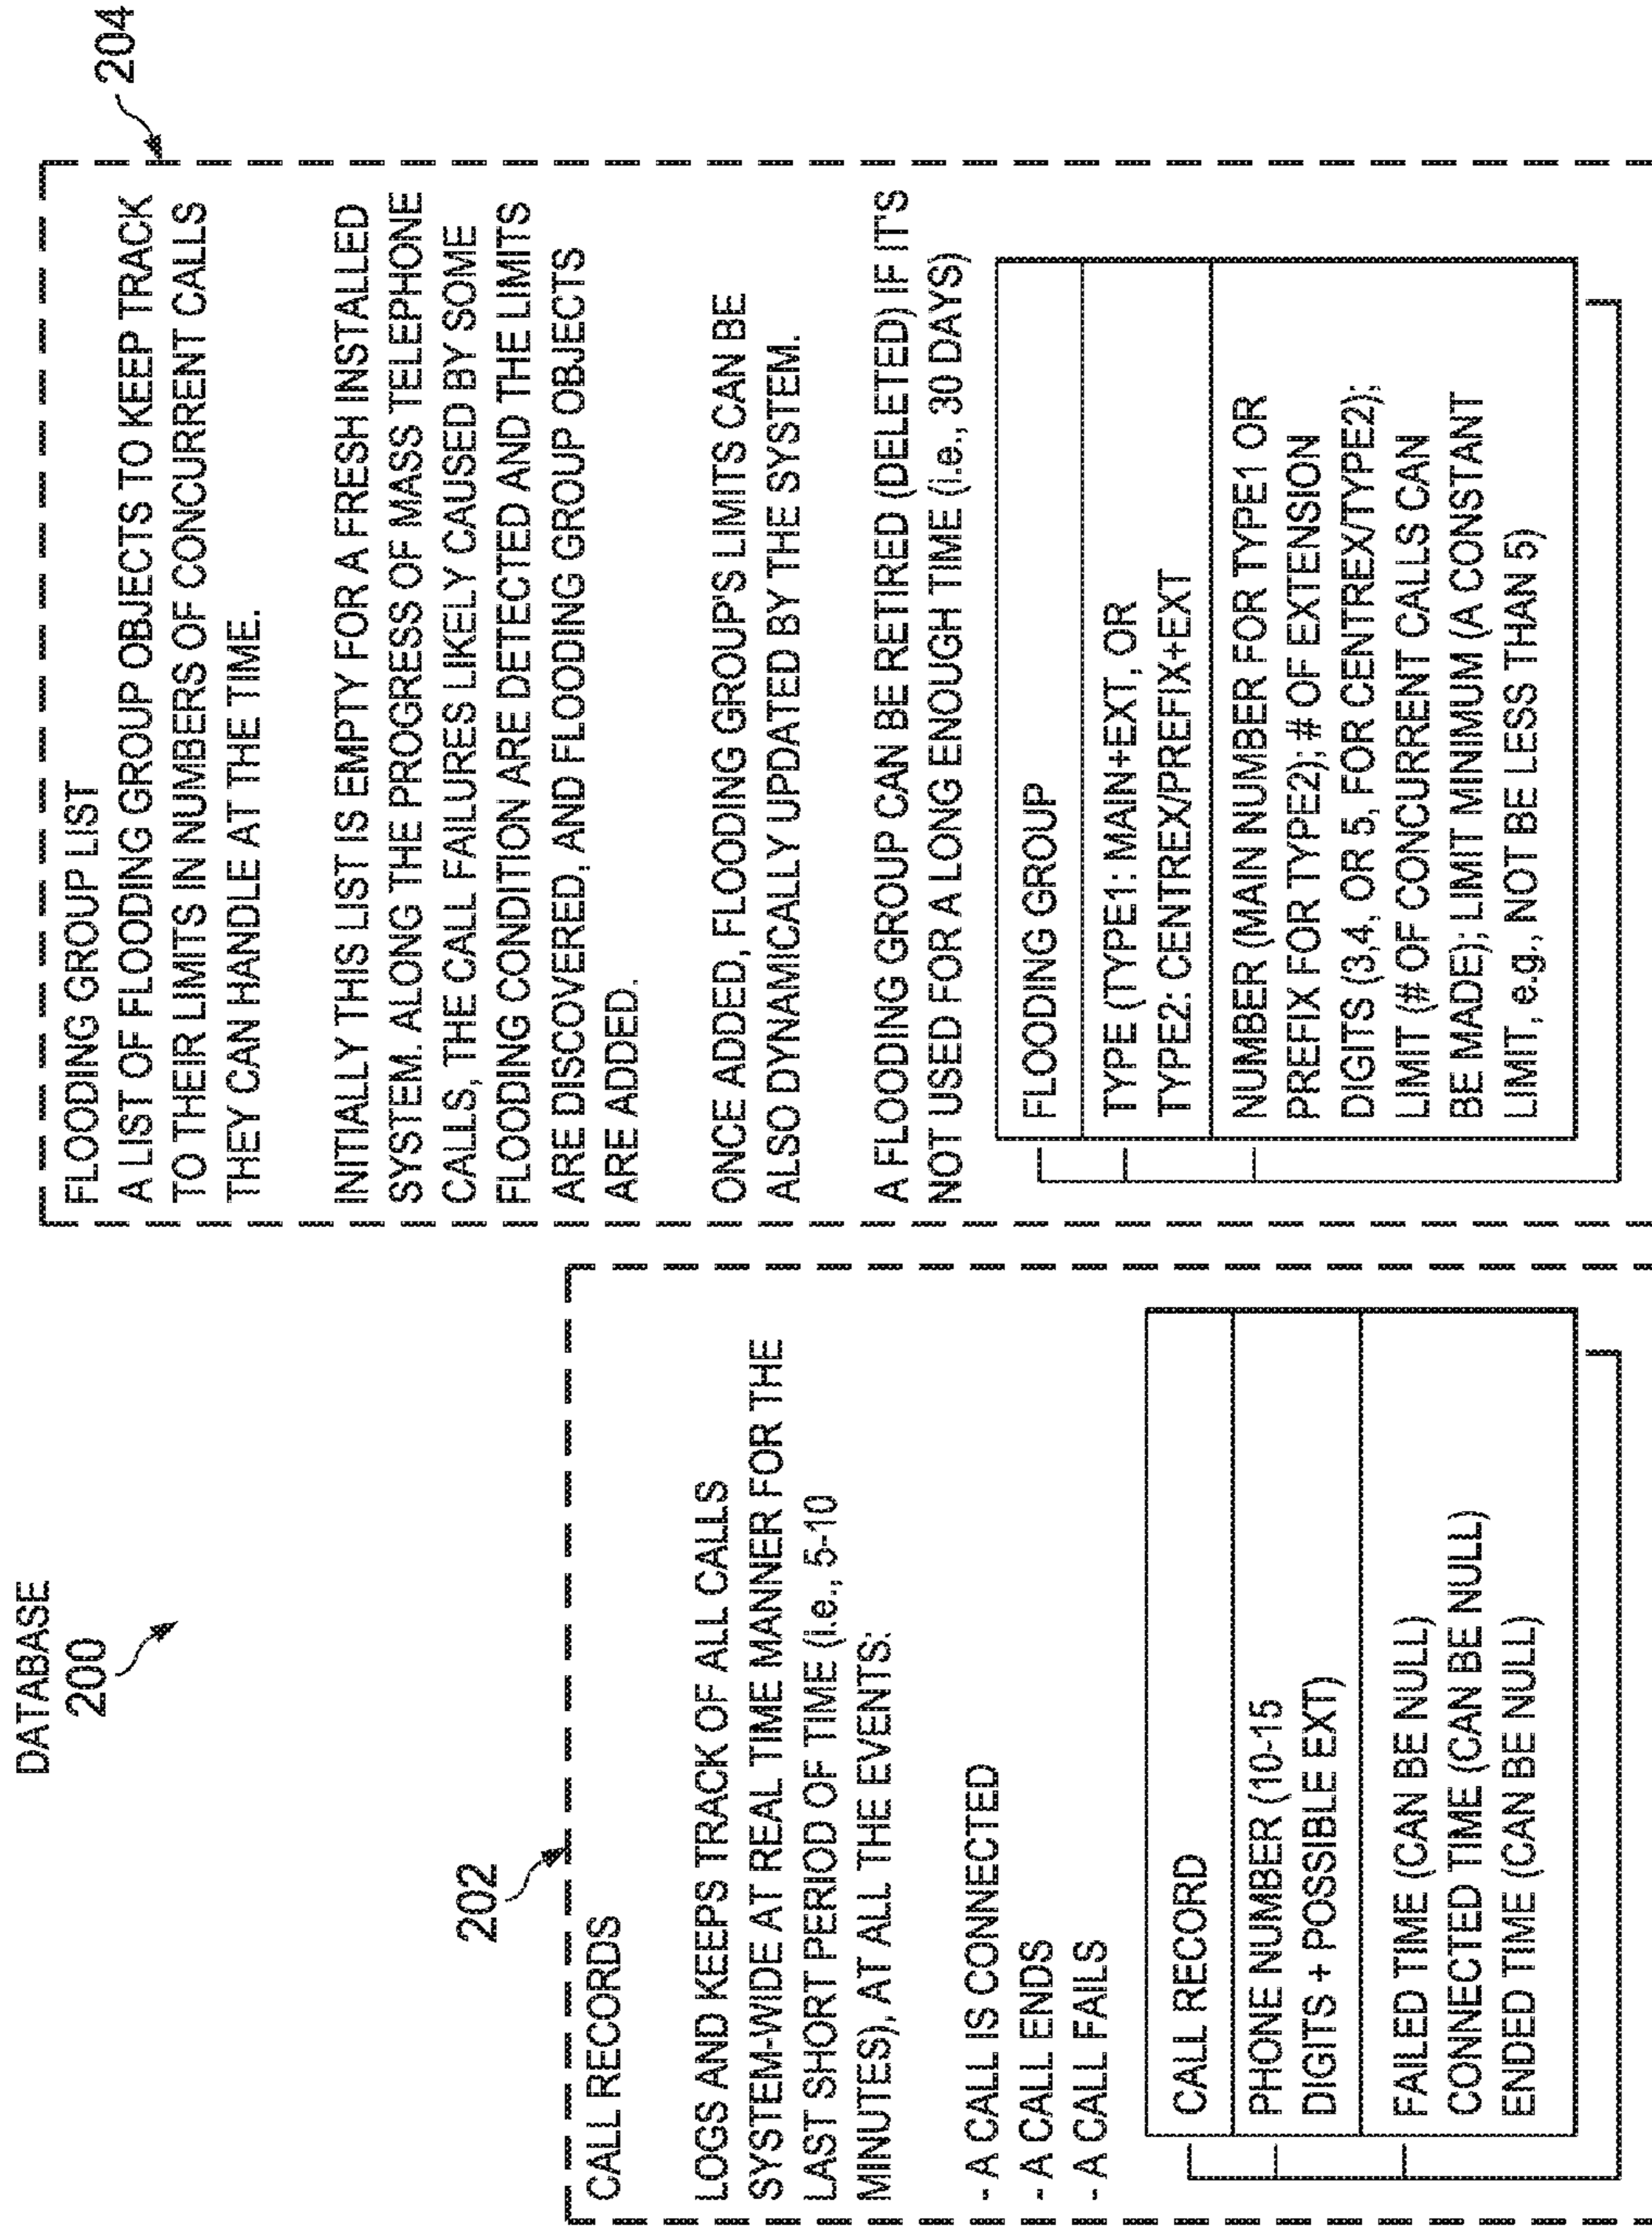 DATABASE
200
202
CALL RECORDS
LOGS AND KEEPS TRACK OF ALL CALLS
SYSTEM-WIDE AT REAL TIME MANNER FOR THE
LAST SHORT PERIOD OF TIME (i.e., 5-10
MINUTES), AT ALL THE EVENTS:
- A CALL IS CONNECTED
- A CALL ENDS
- A CALL FAILS
CALL RECORD
PHONE NUMBER (10-15
DIGITS + POSSIBLE EXT)
FAILED TIME (CAN BE NULL)
CONNECTED TIME (CAN BE NULL)
ENDED TIME (CAN BE NULL)
204
FLOODING GROUP LIST
A LIST OF FLOODING GROUP OBJECTS TO KEEP TRACK
TO THEIR LIMITS IN NUMBERS OF CONCURRENT CALLS
THEY CAN HANDLE AT THE TIME.
INITIALLY THIS LIST IS EMPTY FOR A FRESH INSTALLED
SYSTEM. ALONG THE PROGRESS OF MASS TELEPHONE
CALLS, THE CALL FAILURES LIKELY CAUSED BY SOME
FLOODING CONDITION ARE DETECTED AND THE LIMITS
ARE DISCOVERED, AND FLOODING GROUP OBJECTS
ARE ADDED.
ONCE ADDED, FLOODING GROUP'S LIMITS CAN BE
ALSO DYNAMICALLY UPDATED BY THE SYSTEM.
A FLOODING GROUP CAN BE RETIRED (DELETED) IF IT'S
NOT USED FOR A LONG ENOUGH TIME (i.e., 30 DAYS)
FLOODING GROUP
TYPE (TYPE1: MAIN+EXT, OR
TYPE2: CENTREX/PREFIX+EXT
NUMBER (MAIN NUMBER FOR TYPE1 OR
PREFIX FOR TYPE2); # OF EXTENSION
DIGITS (3,4, OR 5, FOR CENTREX/TYPE2);
LIMIT (# OF CONCURRENT CALLS CAN
BE MADE); LIMIT MINIMUM (A CONSTANT
LIMIT, e.g., NOT BE LESS THAN 5)